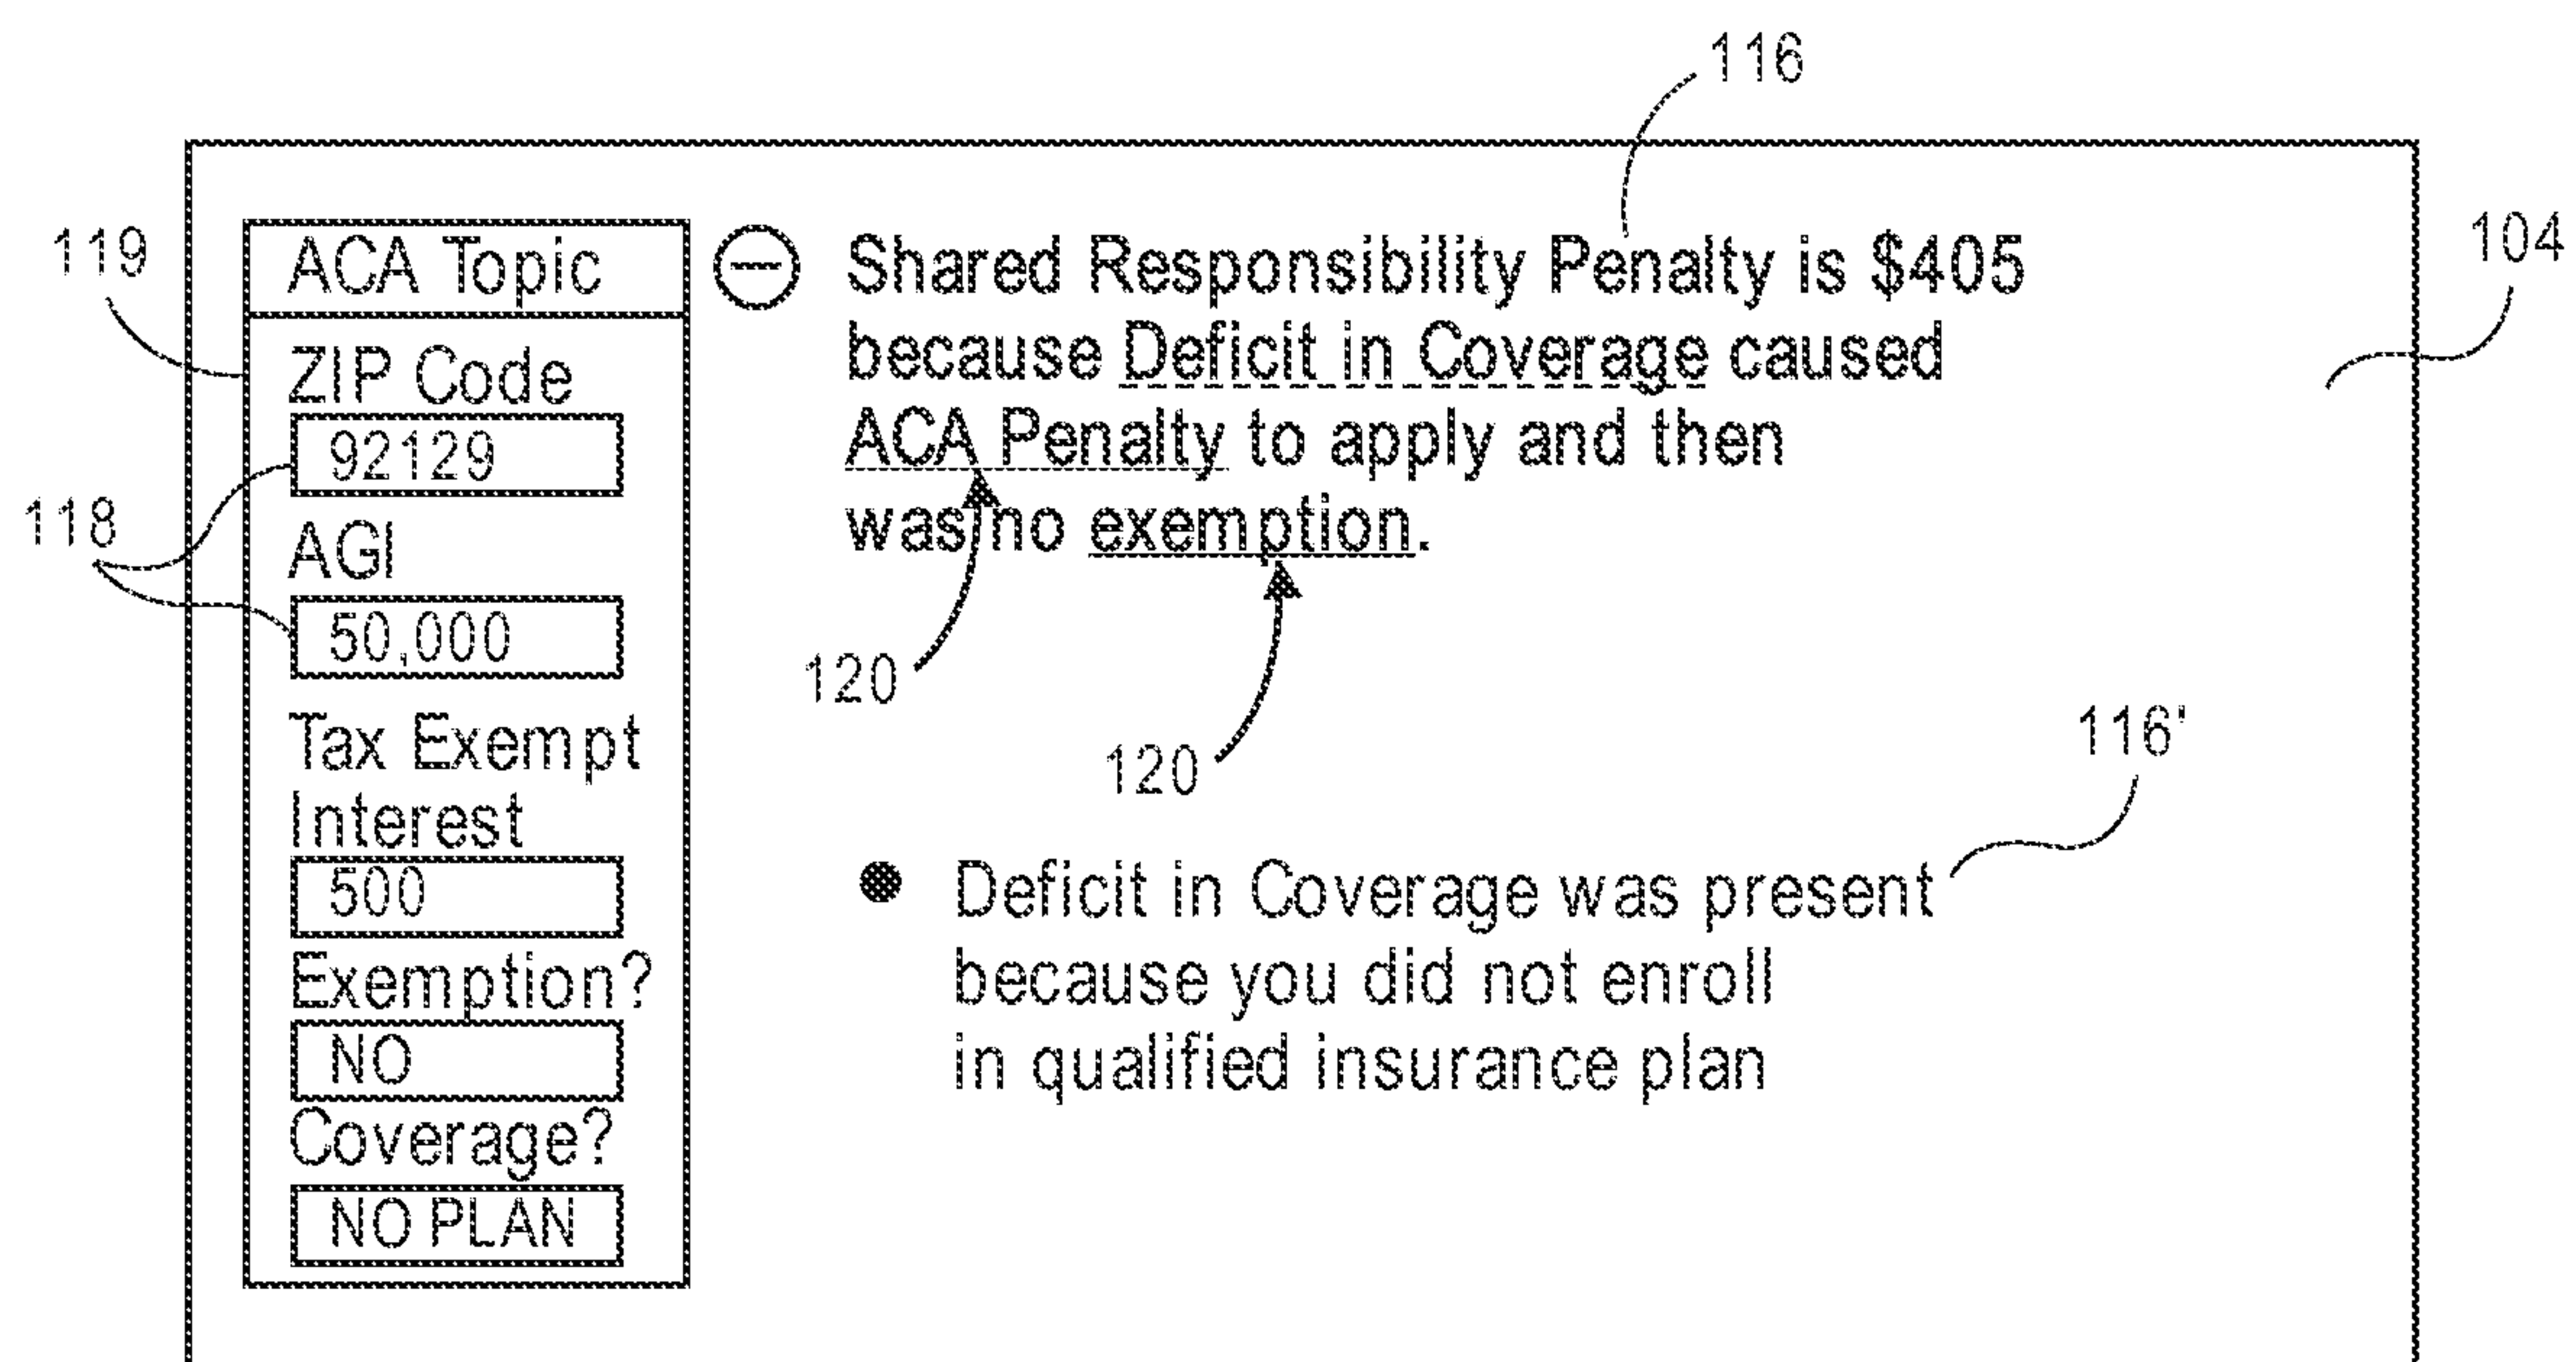 116
104
119
ACA Topic
ZIP Code
92129
118
AGI
50,000
Tax Exempt
Interest
500
Exemption?
NO
Coverage?
NO PLAN
Shared Responsibility Penalty is $405
because Deficit in Coverage caused
ACA Penalty to apply and then
was no exemption.
120
120
116'
Deficit in Coverage was present
because you did not enroll
in qualified insurance plan